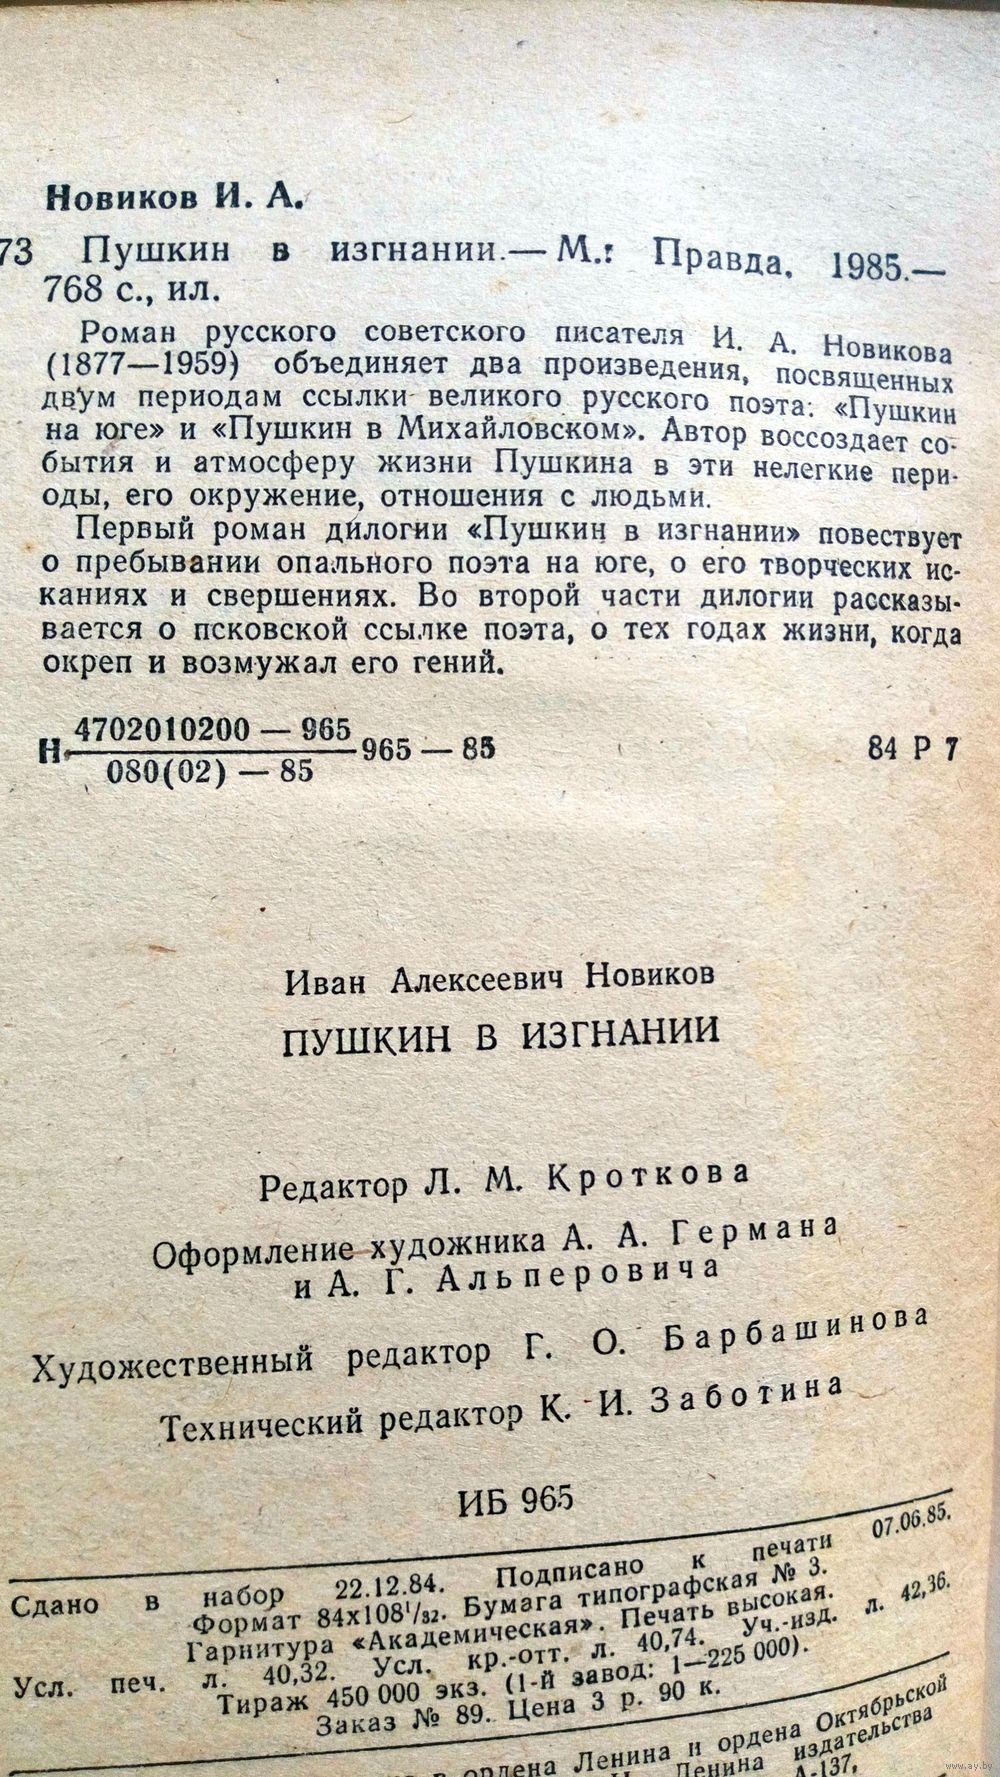 Новиков И. А.
73 Пушкин в изгнании.— М.: Правда, 1985.—
768 с., ил.
Роман русского советского писателя И. А. Новикова
(1877—1959) объединяет два произведения, посвященных
двум периодам ссылки великого русского поэта: «Пушкин
на юге» и «Пушкин в Михайловском». Автор воссоздает со-
бытия и атмосферу жизни Пушкина в эти нелегкие пери-
оды, его окружение, отношения с людьми.
Первый роман дилогии «Пушкин в изгнании» повествует
о пребывании опального поэта на юге, о его творческих ис-
каниях и свершениях. Во второй части дилогии рассказы-
вается о псковской ссылке поэта, о тех годах жизни, когда
окреп и возмужал его гений.
4702010200 — 965
Н 965 — 85 84 Р 7
080(02) — 85
Иван Алексеевич Новиков
ПУШКИН В ИЗГНАНИИ
Редактор Л. М. Кроткова
Оформление художника А. А. Германа
и А. Г. Альперовича
Художественный редактор Г. О. Барбашинова
Технический редактор К. И. Заботина
ИБ 965
Сдано в набор 22.12.84. Подписано к печати 07.06.85.
Формат 84х108¹/₃₂. Бумага типографская № 3.
Гарнитура «Академическая». Печать высокая.
Усл. печ. л. 40,32. Усл. кр.-отт. л. 40,74. Уч.-изд. л. 42,36.
Тираж 450 000 экз. (1-й завод: 1—225 000).
Заказ № 89. Цена 3 р. 90 к.
ордена Ленина и ордена Октябрьской
Ленина издательства
А-137,
www.ay.by